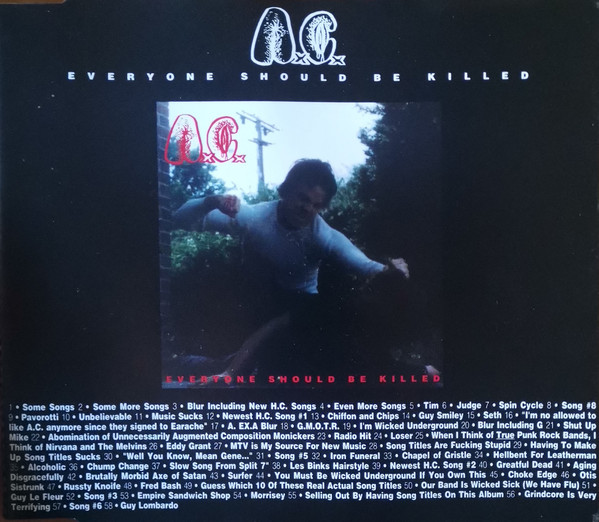 A.C.
EVERYONE SHOULD BE KILLED
A.C.
EVERYONE SHOULD BE KILLED
1 • Some Songs 2 • Some More Songs 3 • Blur Including New H.C. Songs 4 • Even More Songs 5 • Tim 6 • Judge 7 • Spin Cycle 8 • Song #8
9 • Pavorotti 10 • Unbelievable 11 • Music Sucks 12 • Newest H.C. Song #1 13 • Chiffon and Chips 14 • Guy Smiley 15 • Seth 16 • "I'm no allowed to
like A.C. anymore since they signed to Earache" 17 • A. EX.A Blur 18 • G.M.O.T.R. 19 • I'm Wicked Underground 20 • Blur Including G 21 • Shut Up
Mike 22 • Abomination of Unnecessarily Augmented Composition Monickers 23 • Radio Hit 24 • Loser 25 • When I Think of True Punk Rock Bands, I
Think of Nirvana and The Melvins 26 • Eddy Grant 27 • MTV is My Source For New Music 28 • Song Titles Are Fucking Stupid 29 • Having To Make
Up Song Titles Sucks 30 • "Well You Know, Mean Gene..." 31 • Song #5 32 • Iron Funeral 33 • Chapel of Gristle 34 • Hellbent For Leatherman
35 • Alcoholic 36 • Chump Change 37 • Slow Song From Split 7" 38 • Les Binks Hairstyle 39 • Newest H.C. Song #2 40 • Greatful Dead 41 • Aging
Disgracefully 42 • Brutally Morbid Axe of Satan 43 • Surfer 44 • You Must Be Wicked Underground If You Own This 45 • Choke Edge 46 • Otis
Sistrunk 47 • Russty Knoife 48 • Fred Bash 49 • Guess Which 10 Of These Real Actual Song Titles 50 • Our Band Is Wicked Sick (We Have Flu) 51 •
Guy Le Fleur 52 • Song #3 53 • Empire Sandwich Shop 54 • Morrisey 55 • Selling Out By Having Song Titles On This Album 56 • Grindcore Is Very
Terrifying 57 • Song #6 58 • Guy Lombardo